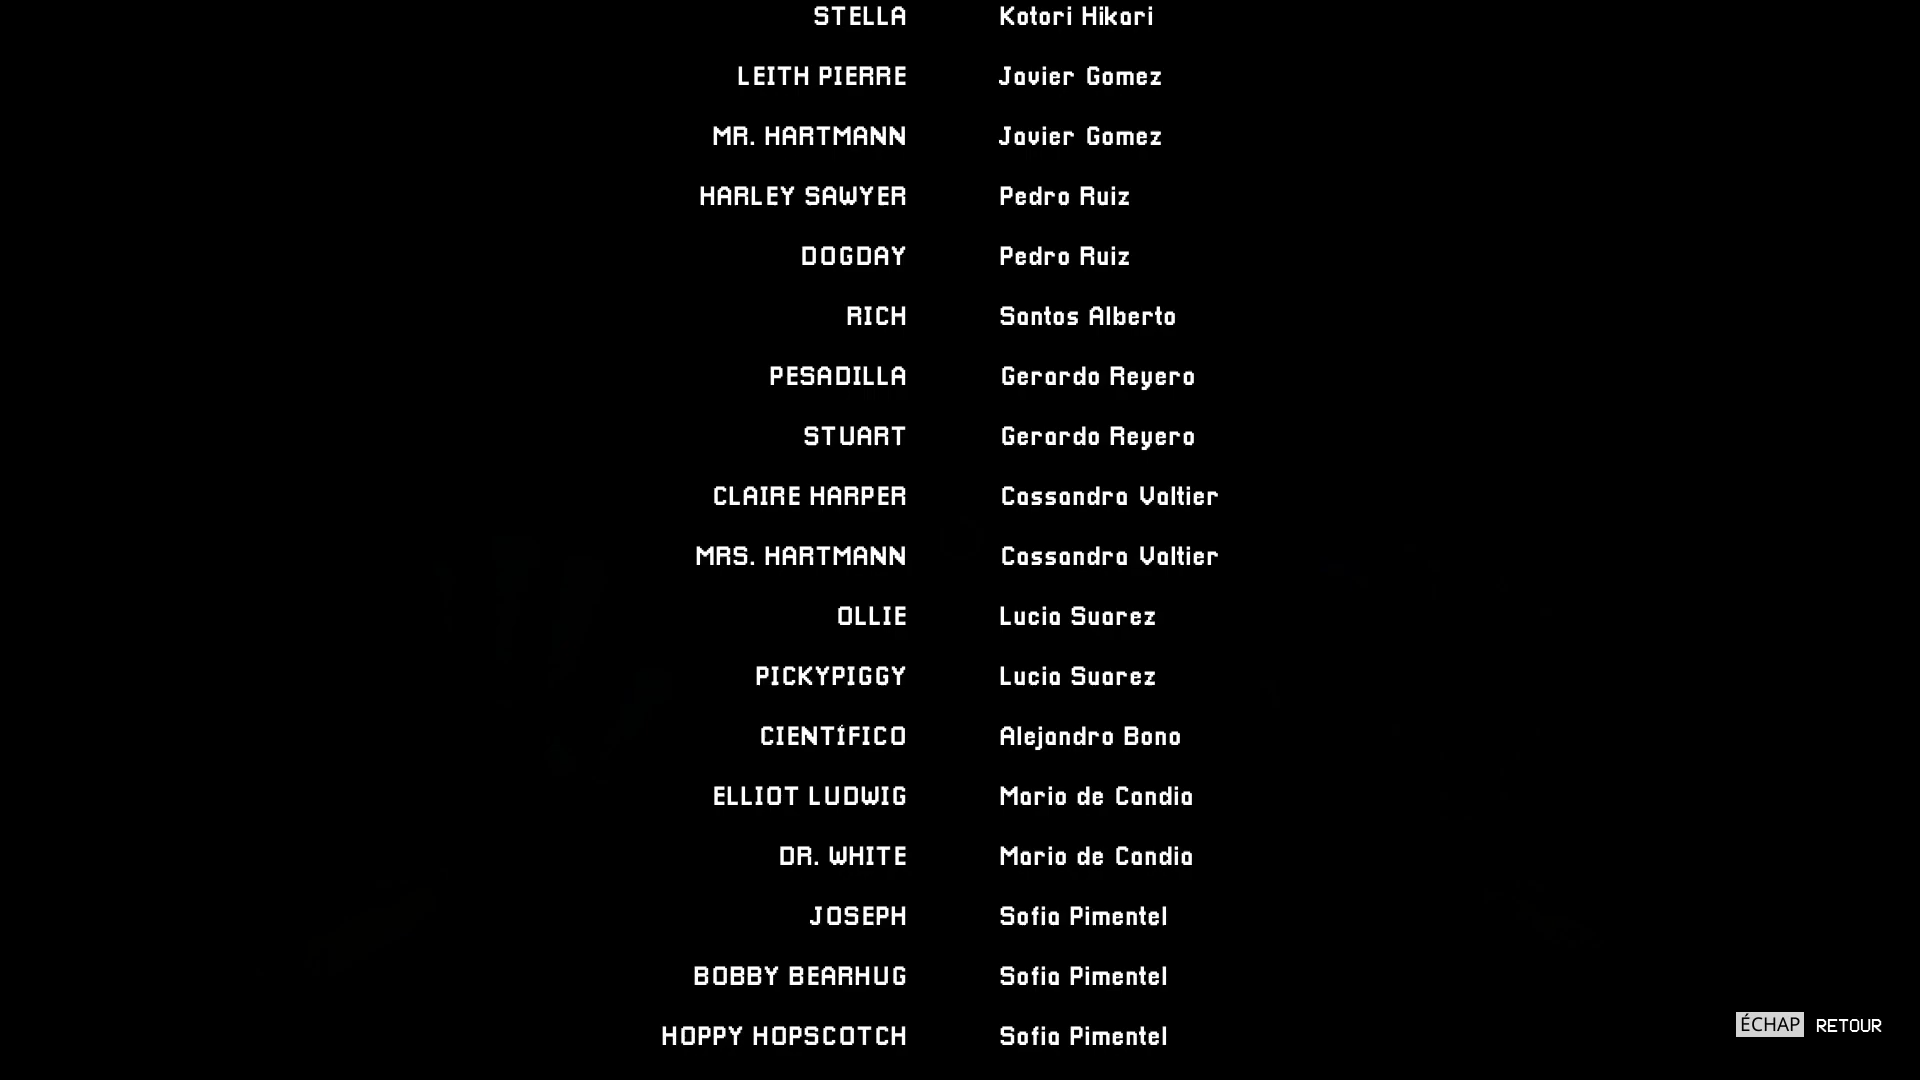 STELLA Kotori Hikari
LEITH PIERRE Javier Gomez
MR. HARTMANN Javier Gomez
HARLEY SAWYER Pedro Ruiz
DOGDAY Pedro Ruiz
RICH Santos Alberto
PESADILLA Gerardo Reyero
STUART Gerardo Reyero
CLAIRE HARPER Cassandra Valtier
MRS. HARTMANN Cassandra Valtier
OLLIE Lucia Suarez
PICKYPIGGY Lucia Suarez
CIENTÍFICO Alejandro Bono
ELLIOT LUDWIG Mario de Candia
DR. WHITE Mario de Candia
JOSEPH Sofia Pimentel
BOBBY BEARHUG Sofia Pimentel
HOPPY HOPSCOTCH Sofia Pimentel
ÉCHAP RETOUR